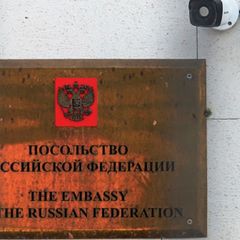 ПОСОЛЬСТВО
ССИЙСКОЙ ФЕДЕРАЦИИ
THE EMBASSY
THE RUSSIAN FEDERATION